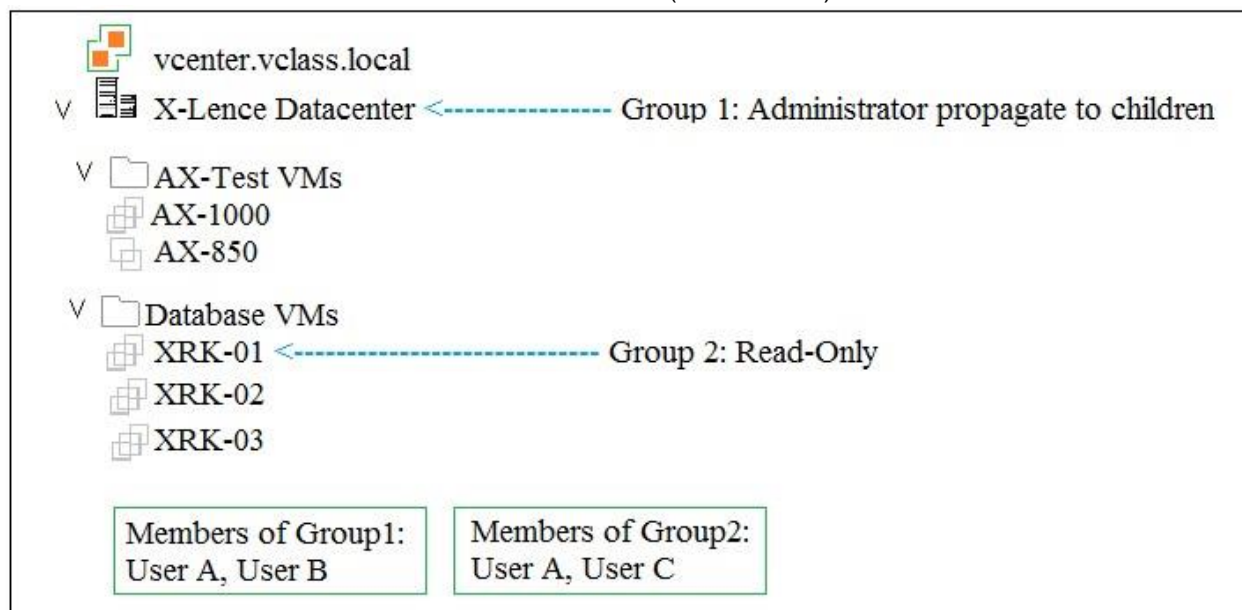 vcenter.vclass.local
X-Lence Datacenter <-------------- Group 1: Administrator propagate to children
AX-Test VMs
AX-1000
AX-850
Database VMs
XRK-01 <-------------------------- Group 2: Read-Only
XRK-02
XRK-03
Members of Group1:
User A, User B
Members of Group2:
User A, User C